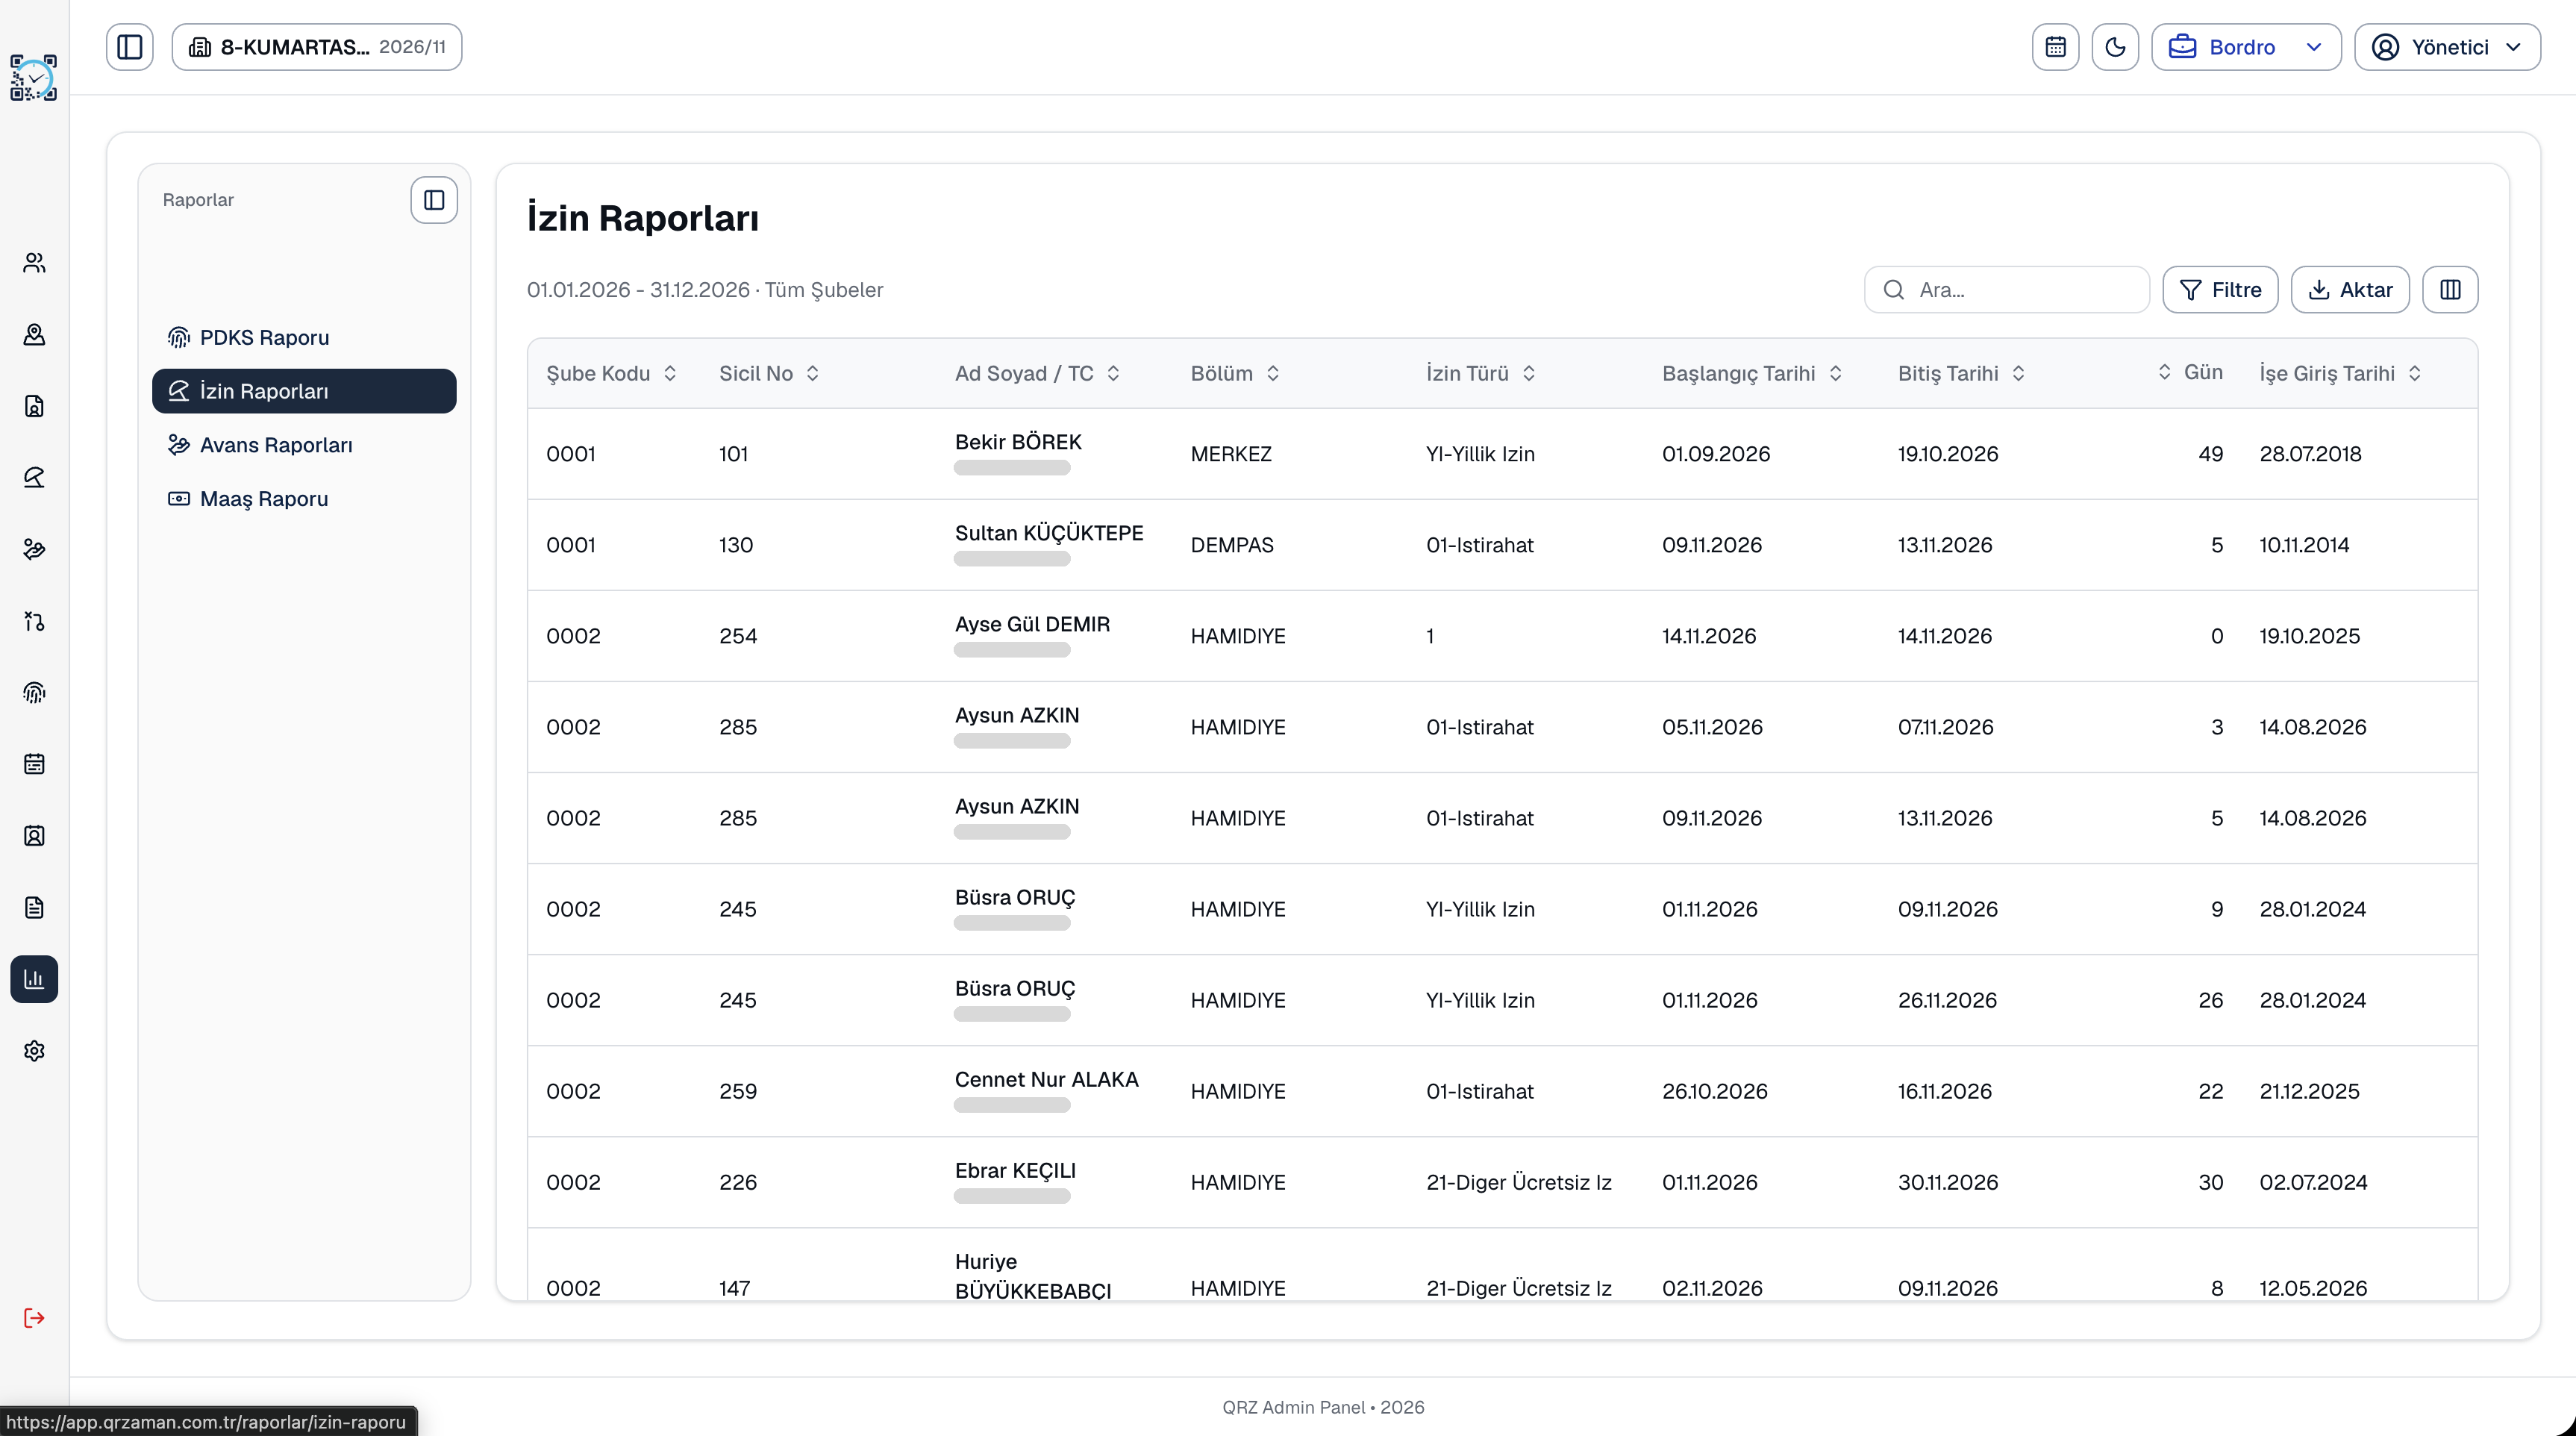 8-KUMARTAS... 2026/11
Bordro
Yönetici
Raporlar
PDKS Raporu
İzin Raporları
Avans Raporları
Maaş Raporu
İzin Raporları
01.01.2026 - 31.12.2026 · Tüm Şubeler
Ara...
Filtre
Aktar
Şube Kodu Sicil No Ad Soyad / TC Bölüm İzin Türü Başlangıç Tarihi Bitiş Tarihi Gün İşe Giriş Tarihi
0001 101 Bekir BÖREK MERKEZ YI-Yillik Izin 01.09.2026 19.10.2026 49 28.07.2018
0001 130 Sultan KÜÇÜKTEPE DEMPAS 01-Istirahat 09.11.2026 13.11.2026 5 10.11.2014
0002 254 Ayse Gül DEMIR HAMIDIYE 1 14.11.2026 14.11.2026 0 19.10.2025
0002 285 Aysun AZKIN HAMIDIYE 01-Istirahat 05.11.2026 07.11.2026 3 14.08.2026
0002 285 Aysun AZKIN HAMIDIYE 01-Istirahat 09.11.2026 13.11.2026 5 14.08.2026
0002 245 Büsra ORUÇ HAMIDIYE YI-Yillik Izin 01.11.2026 09.11.2026 9 28.01.2024
0002 245 Büsra ORUÇ HAMIDIYE YI-Yillik Izin 01.11.2026 26.11.2026 26 28.01.2024
0002 259 Cennet Nur ALAKA HAMIDIYE 01-Istirahat 26.10.2026 16.11.2026 22 21.12.2025
0002 226 Ebrar KEÇILI HAMIDIYE 21-Diger Ücretsiz Iz 01.11.2026 30.11.2026 30 02.07.2024
Huriye
0002 147 BÜYÜKKEBABÇI HAMIDIYE 21-Diger Ücretsiz Iz 02.11.2026 09.11.2026 8 12.05.2026
QRZ Admin Panel • 2026
https://app.qrzaman.com.tr/raporlar/izin-raporu